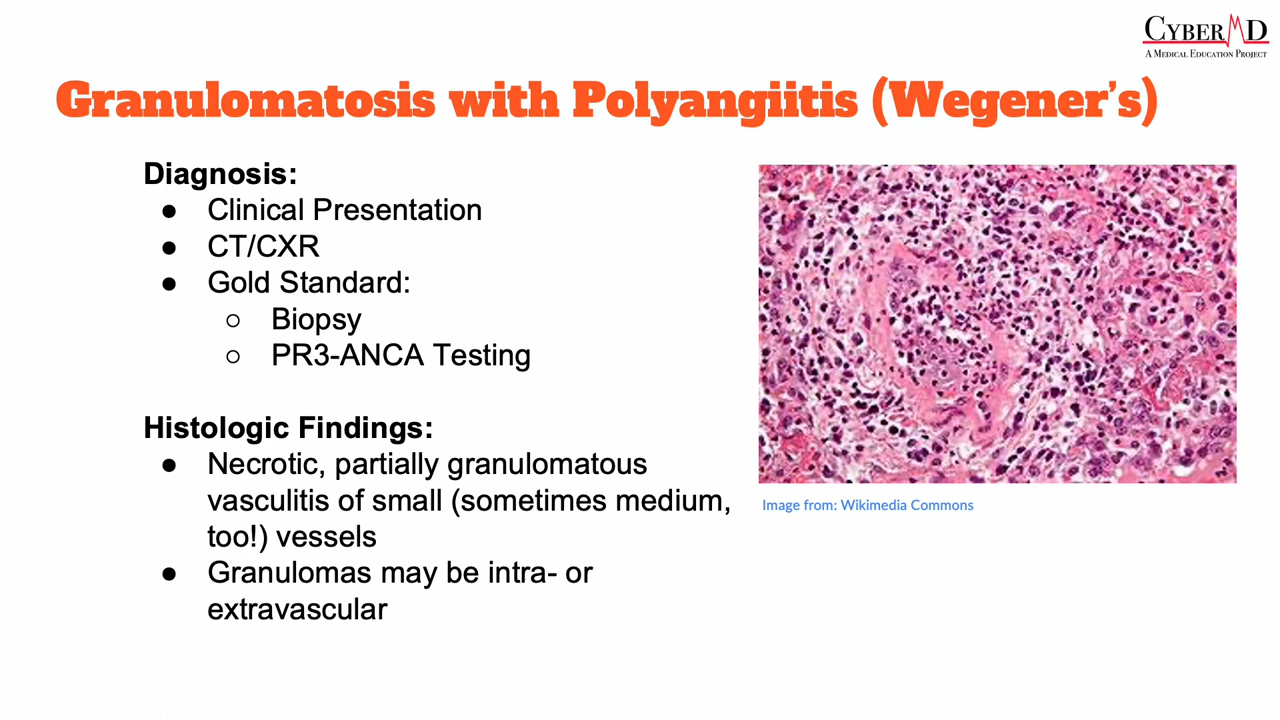 CYBERMD
A MEDICAL EDUCATION PROJECT
Granulomatosis with Polyangiitis (Wegener's)
Diagnosis:
● Clinical Presentation
● CT/CXR
● Gold Standard:
○ Biopsy
○ PR3-ANCA Testing
Histologic Findings:
● Necrotic, partially granulomatous
vasculitis of small (sometimes medium,
too!) vessels
● Granulomas may be intra- or
extravascular
Image from: Wikimedia Commons